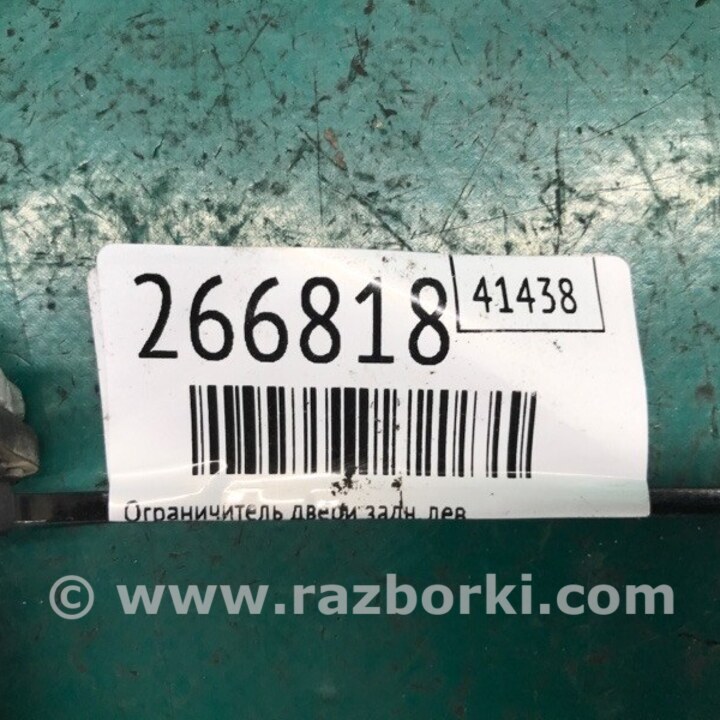 266818
41438
Ограничитель двери задн. лев
© www.razborki.com